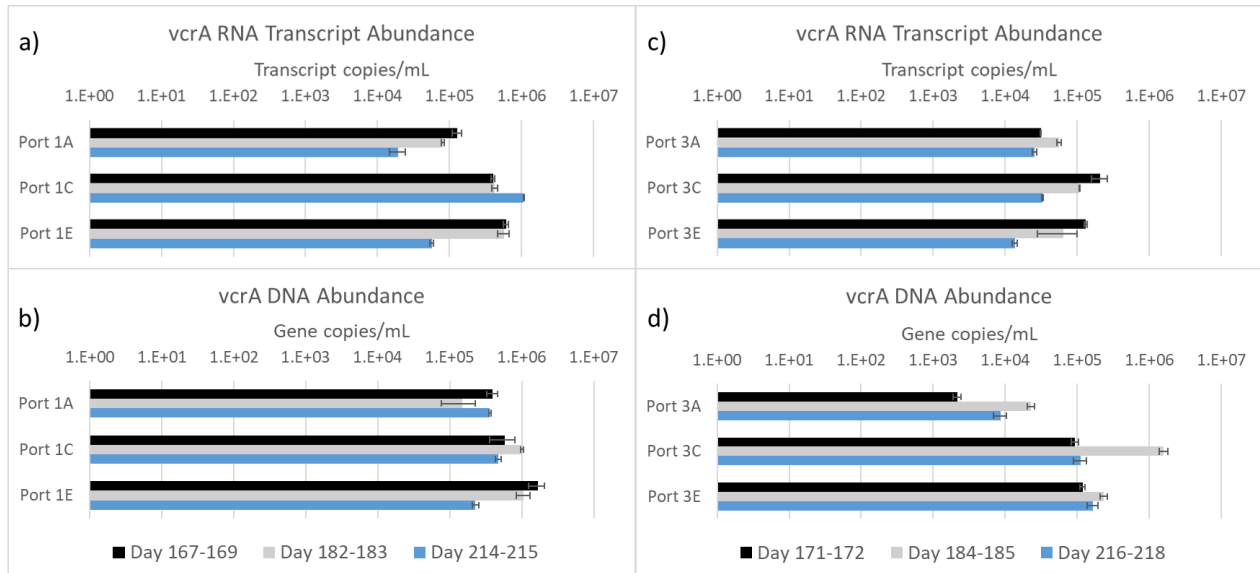 a)
vcrA RNA Transcript Abundance
Transcript copies/mL
1.E+00 1.E+01 1.E+02 1.E+03 1.E+04 1.E+05 1.E+06 1.E+07
Port 1A
Port 1C
Port 1E
c)
vcrA RNA Transcript Abundance
Transcript copies/mL
1.E+00 1.E+01 1.E+02 1.E+03 1.E+04 1.E+05 1.E+06 1.E+07
Port 3A
Port 3C
Port 3E
b)
vcrA DNA Abundance
Gene copies/mL
1.E+00 1.E+01 1.E+02 1.E+03 1.E+04 1.E+05 1.E+06 1.E+07
Port 1A
Port 1C
Port 1E
Day 167-169 Day 182-183 Day 214-215
d)
vcrA DNA Abundance
Gene copies/mL
1.E+00 1.E+01 1.E+02 1.E+03 1.E+04 1.E+05 1.E+06 1.E+07
Port 3A
Port 3C
Port 3E
Day 171-172 Day 184-185 Day 216-218